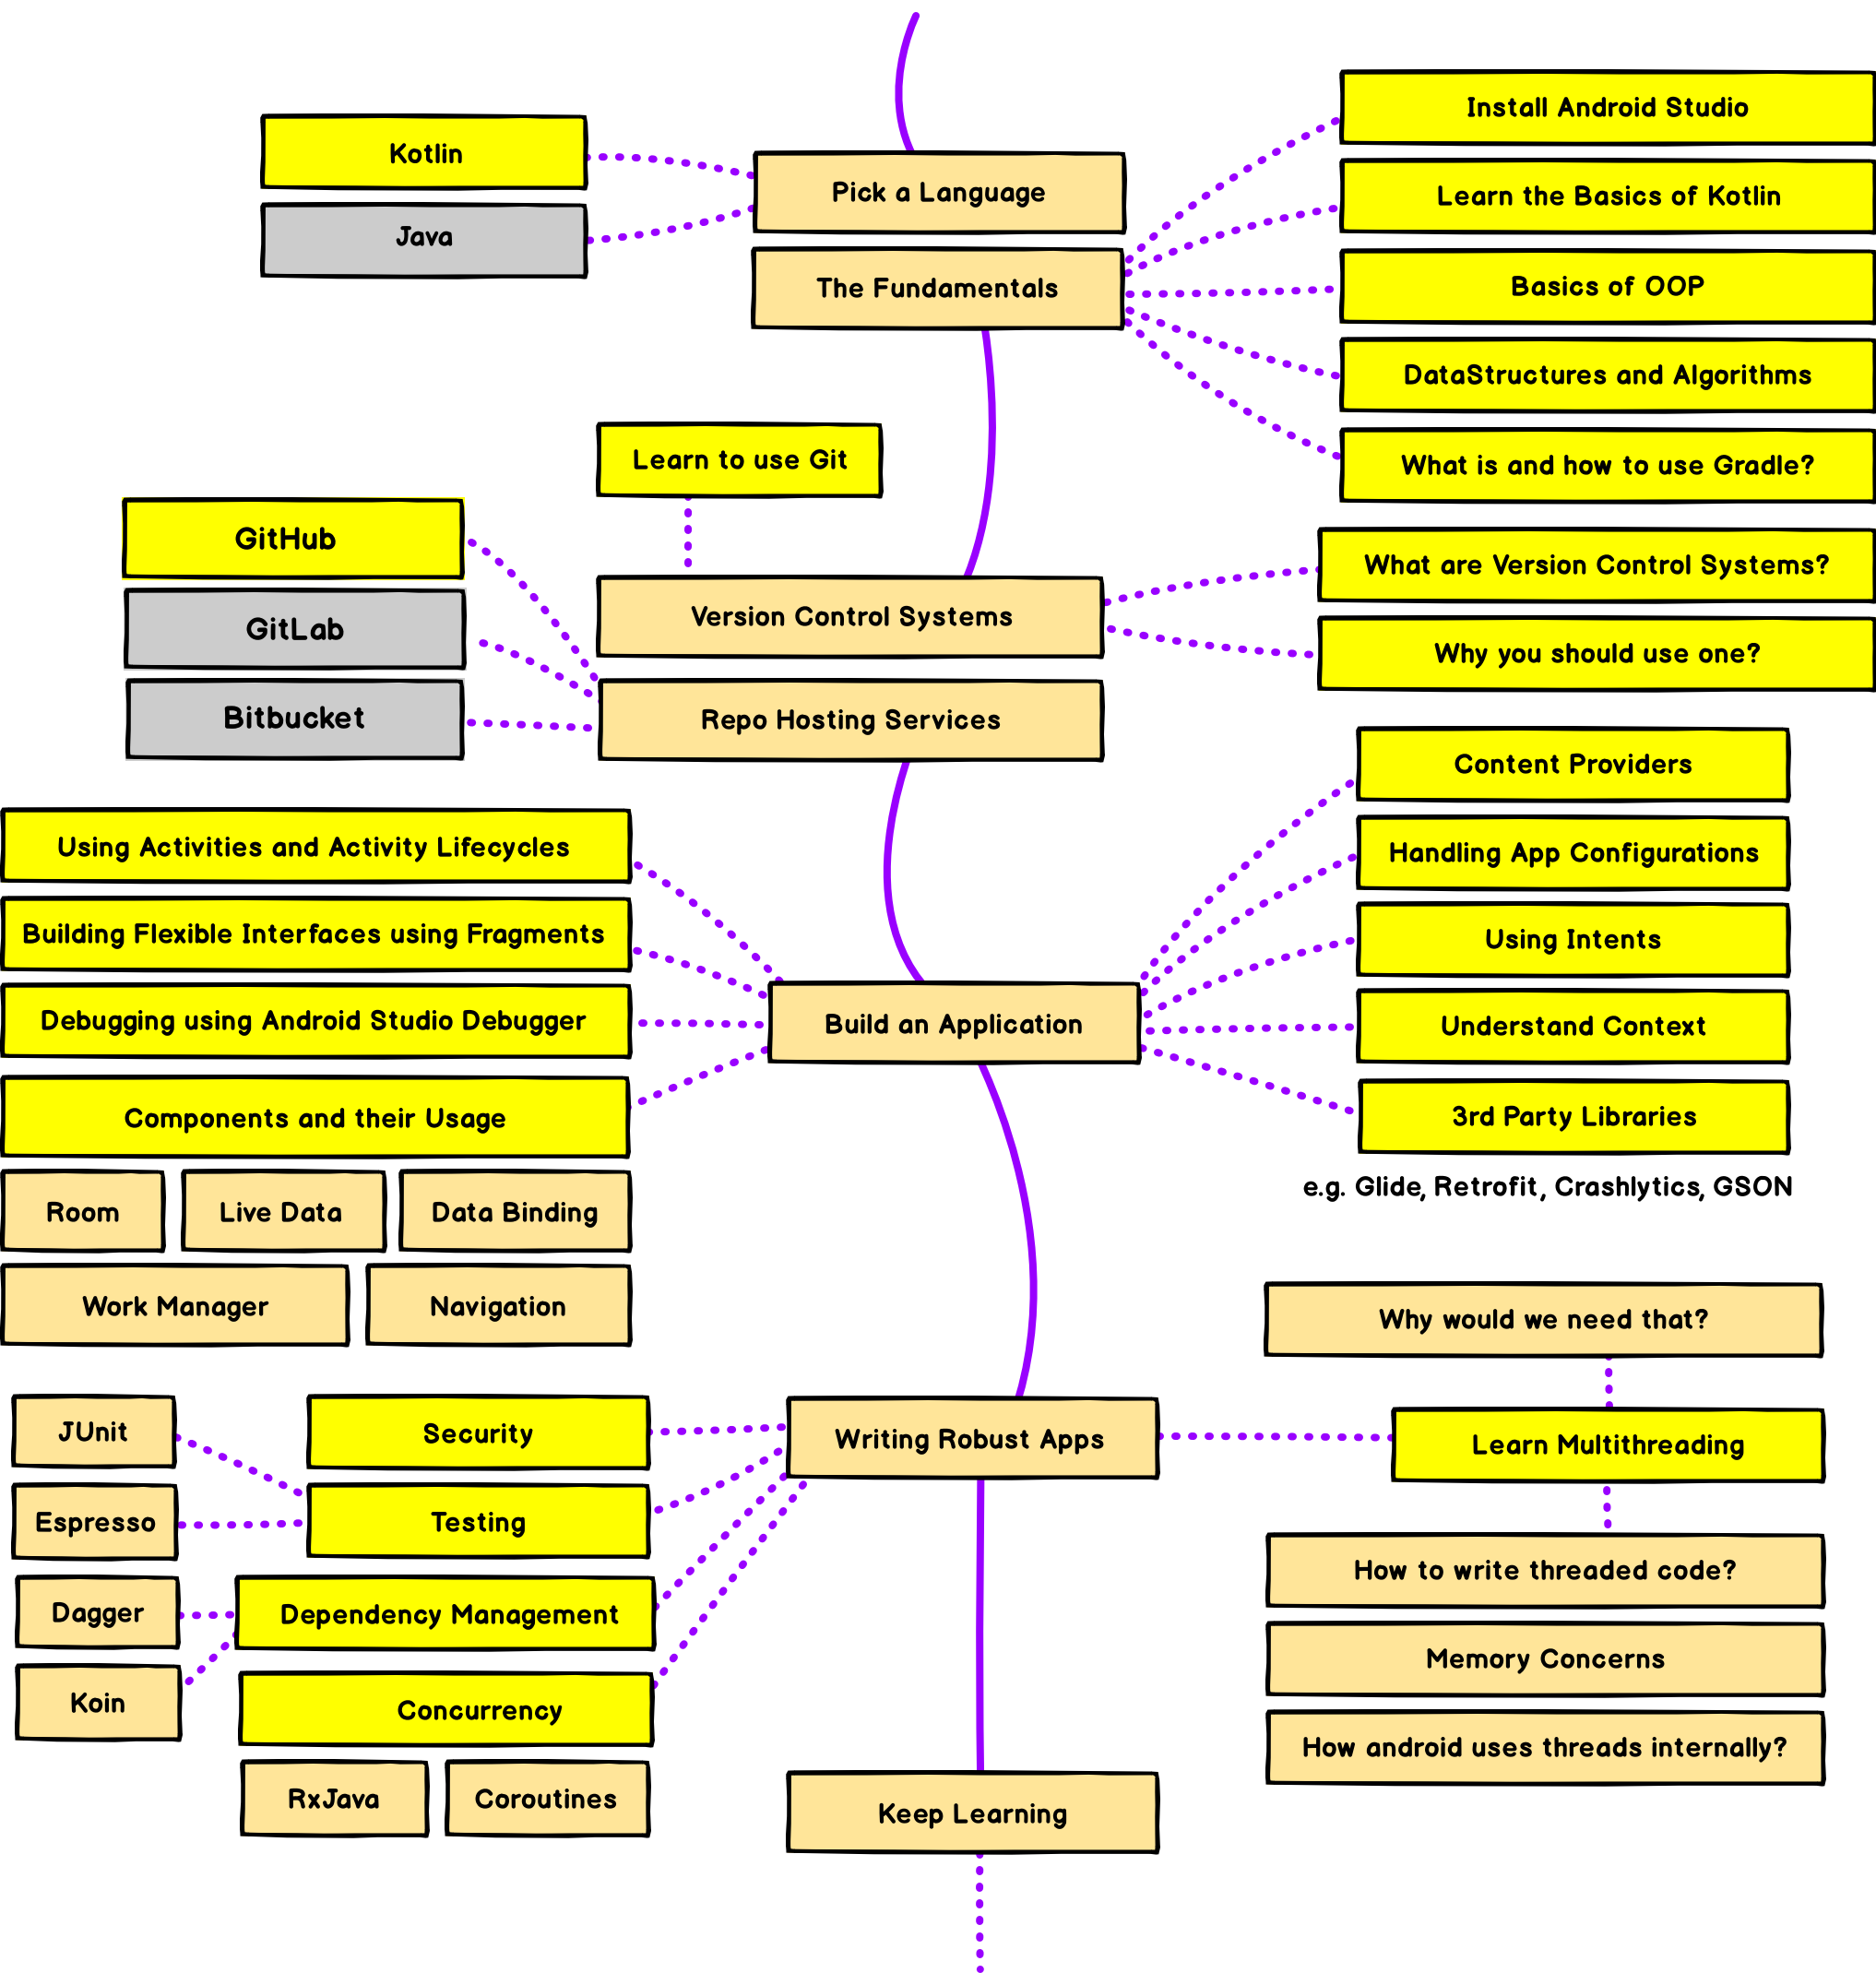 Kotlin
Java
Pick a Language
The Fundamentals
Install Android Studio
Learn the Basics of Kotlin
Basics of OOP
DataStructures and Algorithms
What is and how to use Gradle?
Learn to use Git
GitHub
GitLab
Bitbucket
Version Control Systems
Repo Hosting Services
What are Version Control Systems?
Why you should use one?
Using Activities and Activity Lifecycles
Building Flexible Interfaces using Fragments
Debugging using Android Studio Debugger
Components and their Usage
Room
Live Data
Data Binding
Work Manager
Navigation
Build an Application
Content Providers
Handling App Configurations
Using Intents
Understand Context
3rd Party Libraries
e.g. Glide, Retrofit, Crashlytics, GSON
JUnit
Espresso
Dagger
Koin
Security
Testing
Dependency Management
Concurrency
RxJava
Coroutines
Writing Robust Apps
Why would we need that?
Learn Multithreading
How to write threaded code?
Memory Concerns
How android uses threads internally?
Keep Learning